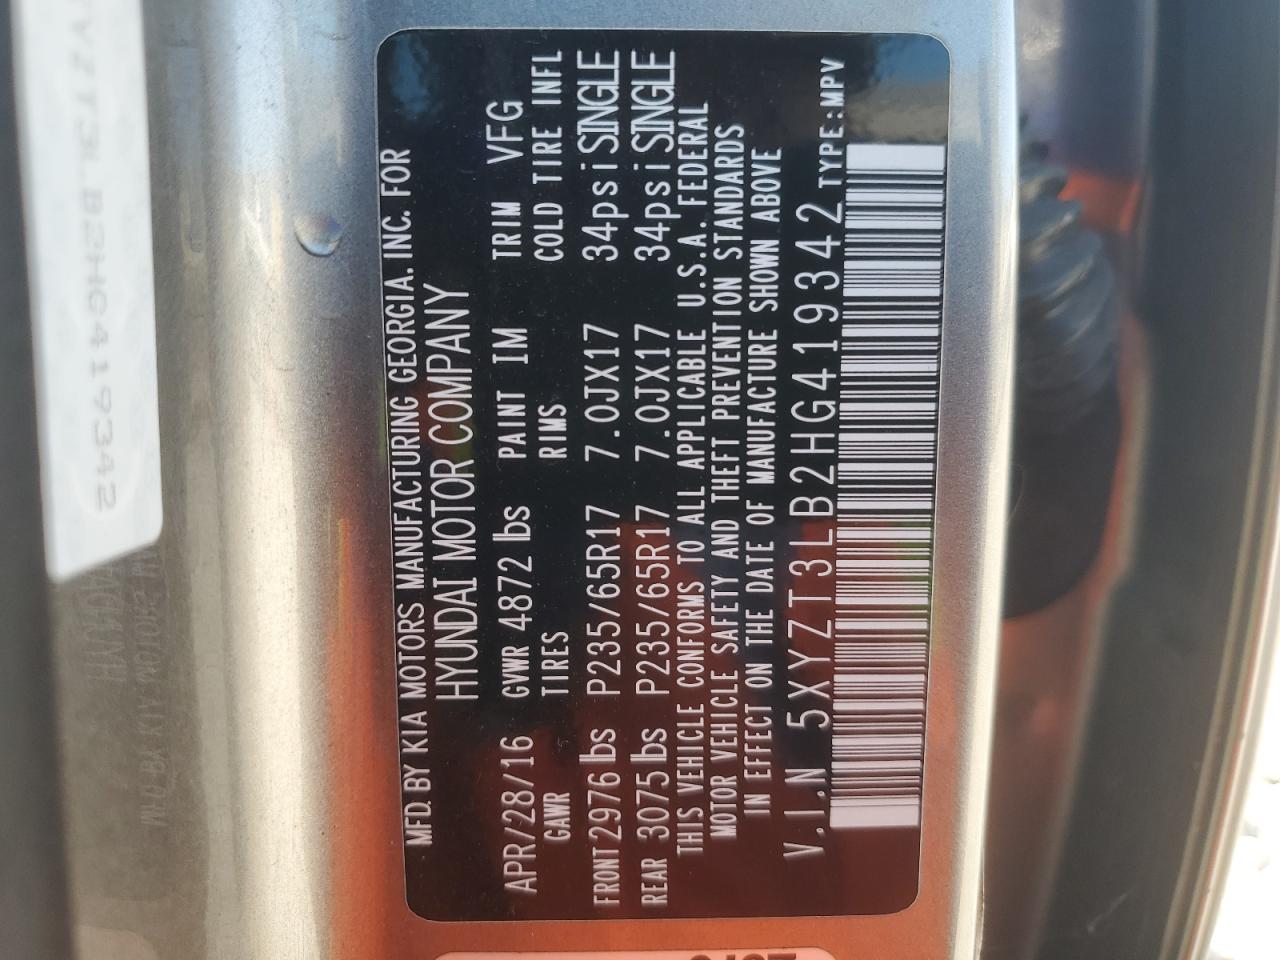 MFD. BY KIA MOTORS MANUFACTURING GEORGIA. INC. FOR
HYUNDAI MOTOR COMPANY
APR/28/16 GVWR 4872 lbs PAINT IM TRIM VFG
GAWR TIRES RIMS COLD TIRE INFL
FRONT 2976 lbs P235/65R17 7.0JX17 34psi SINGLE
REAR 3075 lbs P235/65R17 7.0JX17 34psi SINGLE
THIS VEHICLE CONFORMS TO ALL APPLICABLE U.S.A. FEDERAL
MOTOR VEHICLE SAFETY AND THEFT PREVENTION STANDARDS
IN EFFECT ON THE DATE OF MANUFACTURE SHOWN ABOVE
V.I.N 5XYZT3LB2HG419342 TYPE:MPV